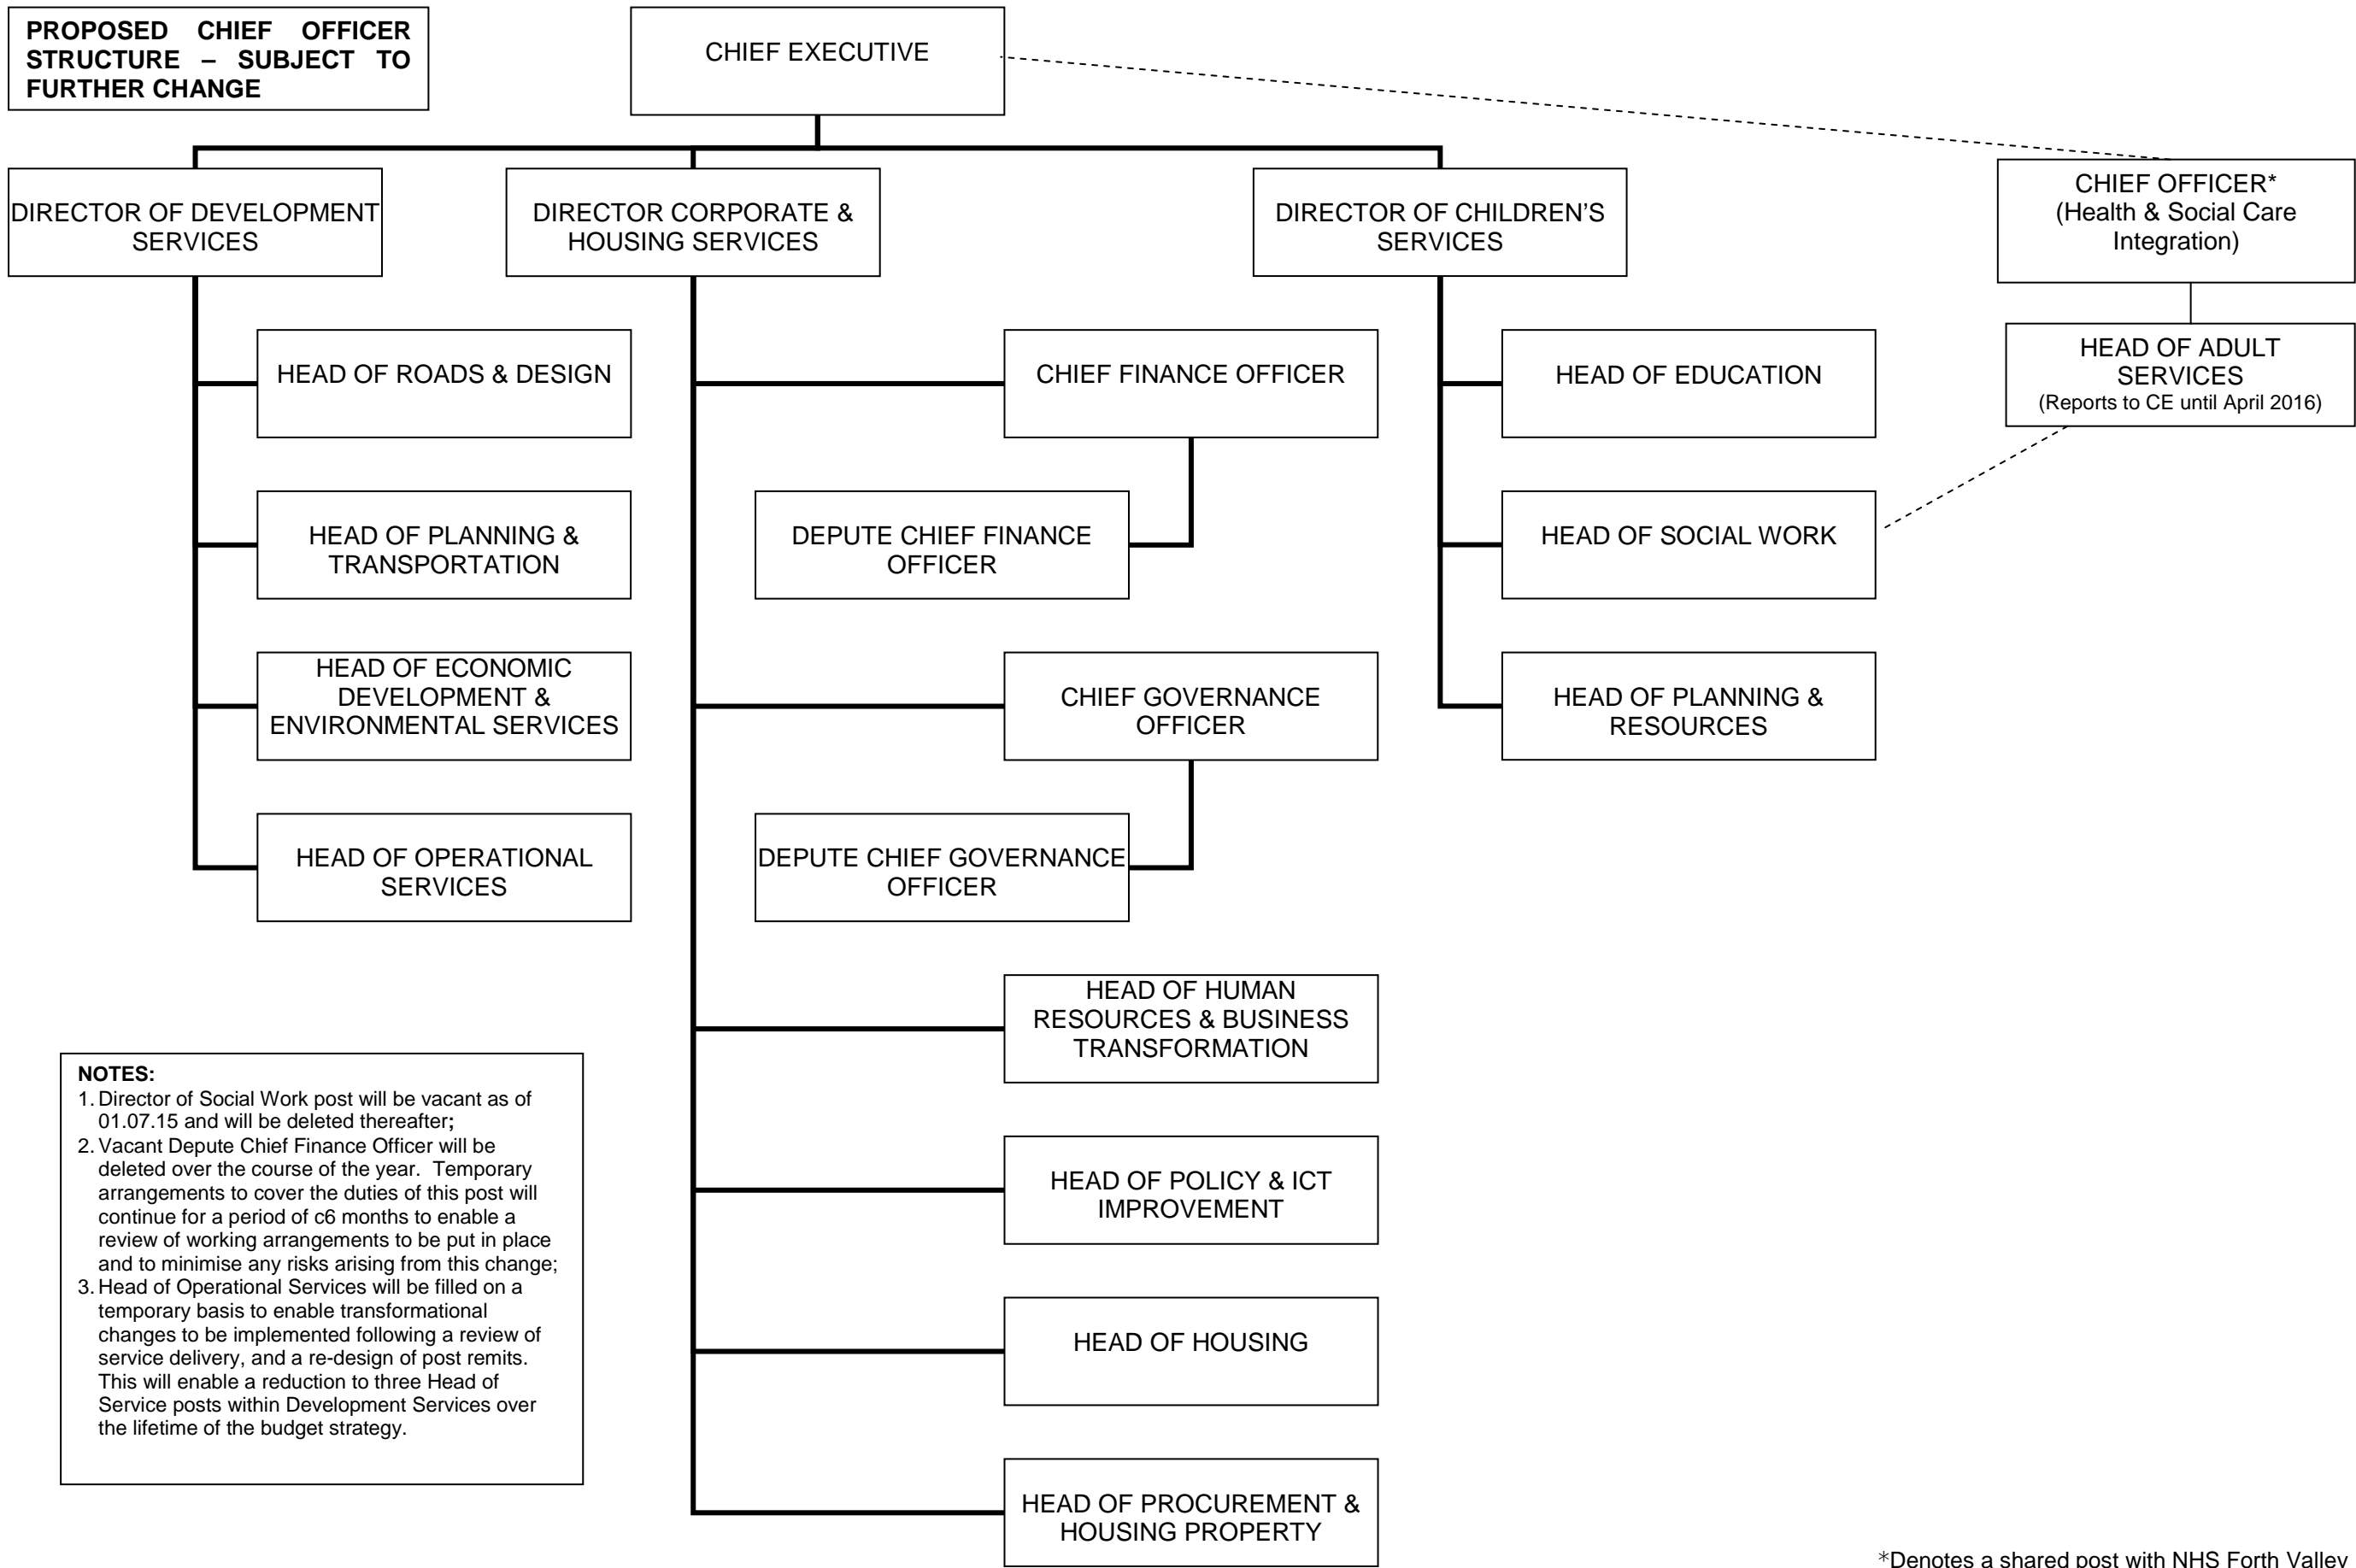 PROPOSED CHIEF OFFICER
STRUCTURE – SUBJECT TO
FURTHER CHANGE
CHIEF EXECUTIVE
DIRECTOR OF DEVELOPMENT
SERVICES
DIRECTOR CORPORATE &
HOUSING SERVICES
DIRECTOR OF CHILDREN’S
SERVICES
CHIEF OFFICER*
(Health & Social Care
Integration)
HEAD OF ROADS & DESIGN
CHIEF FINANCE OFFICER
HEAD OF EDUCATION
HEAD OF ADULT
SERVICES
(Reports to CE until April 2016)
HEAD OF PLANNING &
TRANSPORTATION
DEPUTE CHIEF FINANCE
OFFICER
HEAD OF SOCIAL WORK
HEAD OF ECONOMIC
DEVELOPMENT &
ENVIRONMENTAL SERVICES
CHIEF GOVERNANCE
OFFICER
HEAD OF PLANNING &
RESOURCES
HEAD OF OPERATIONAL
SERVICES
DEPUTE CHIEF GOVERNANCE
OFFICER
HEAD OF HUMAN
RESOURCES & BUSINESS
TRANSFORMATION
HEAD OF POLICY & ICT
IMPROVEMENT
HEAD OF HOUSING
HEAD OF PROCUREMENT &
HOUSING PROPERTY
NOTES:
1. Director of Social Work post will be vacant as of
01.07.15 and will be deleted thereafter;
2. Vacant Depute Chief Finance Officer will be
deleted over the course of the year. Temporary
arrangements to cover the duties of this post will
continue for a period of c6 months to enable a
review of working arrangements to be put in place
and to minimise any risks arising from this change;
3. Head of Operational Services will be filled on a
temporary basis to enable transformational
changes to be implemented following a review of
service delivery, and a re-design of post remits.
This will enable a reduction to three Head of
Service posts within Development Services over
the lifetime of the budget strategy.
*Denotes a shared post with NHS Forth Valley